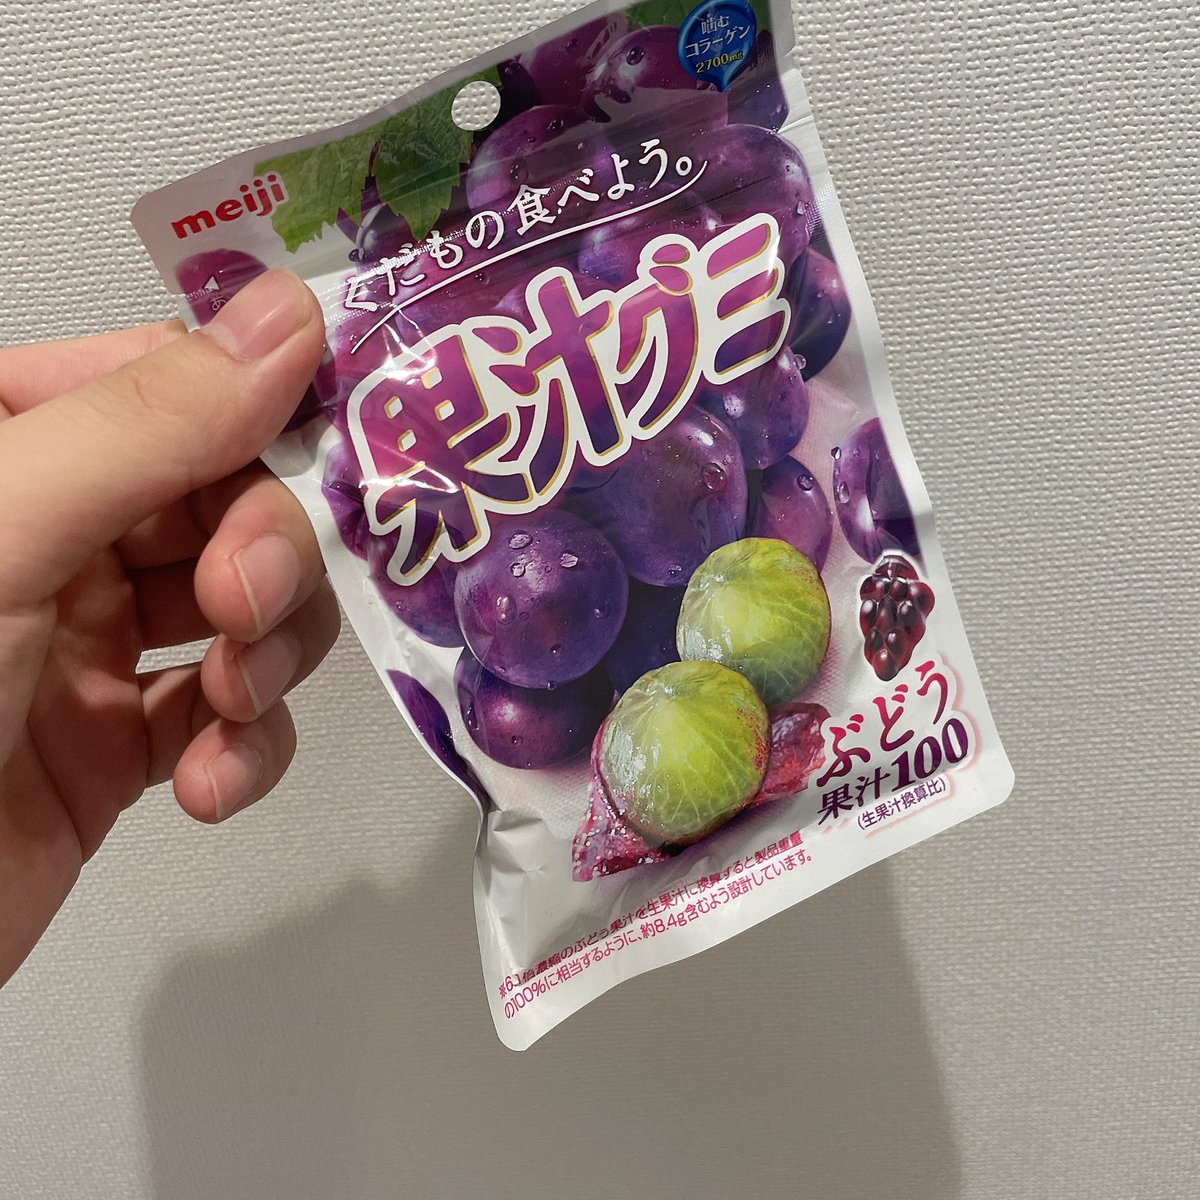 噛む
コラーゲン
2700mg
meiji
くだもの食べよう。
果汁グミ
あ
ぶどう
果汁100
(生果汁換算比)
※6.1倍濃縮のぶどう果汁を生果汁に換算すると製品重量
の100%に相当するように、約8.4g含むよう設計しています。